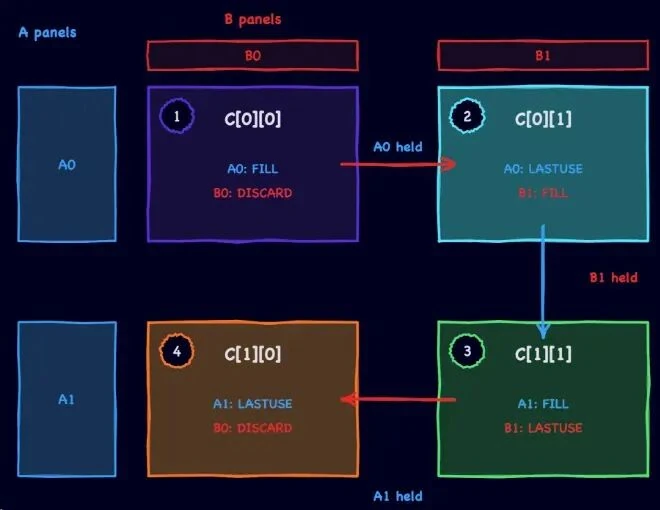 A panels
B panels
B0
B1
A0
1
C[0][0]
A0: FILL
B0: DISCARD
A0 held
2
C[0][1]
A0: LASTUSE
B1: FILL
B1 held
A1
4
C[1][0]
A1: LASTUSE
B0: DISCARD
3
C[1][1]
A1: FILL
B1: LASTUSE
A1 held